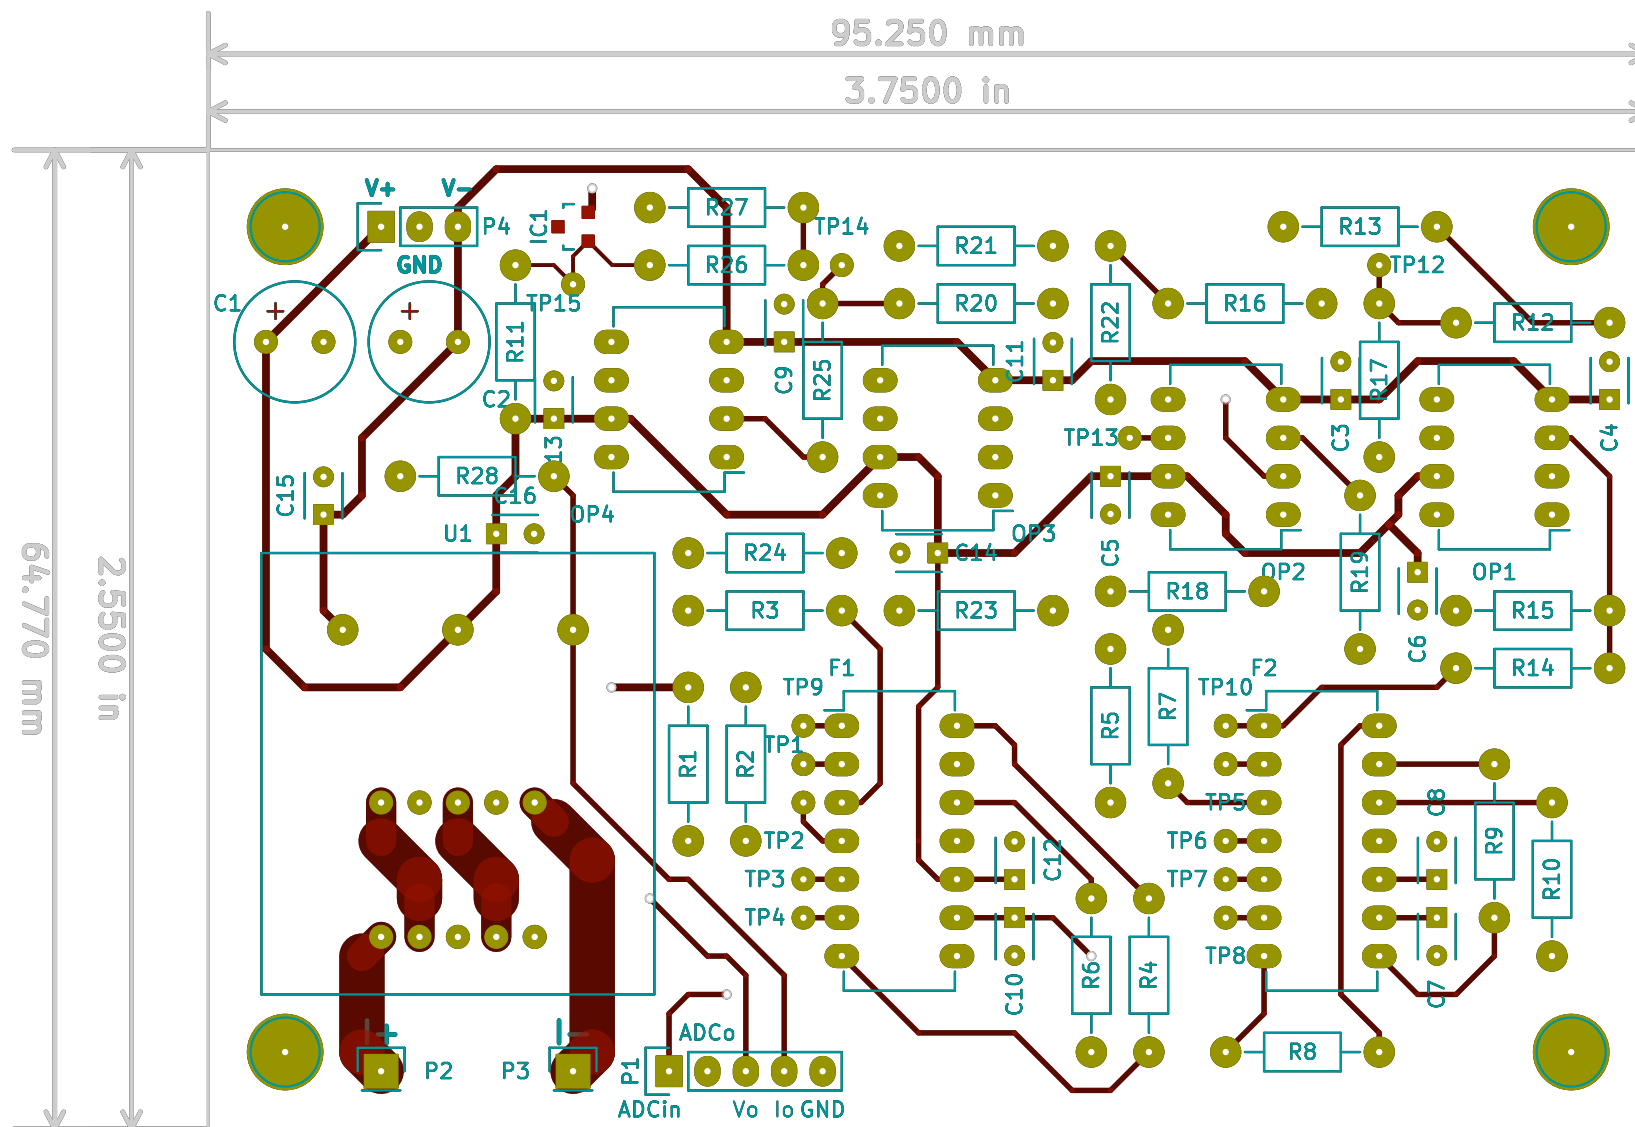 95.250 mm
3.7500 in
64.770 mm
2.5500 in
V+
V-
P4
GND
IC1
R27
TP14
R26
R21
R13
TP12
C1
+
+
TP15
R11
R20
R22
R16
R12
C9
R25
C11
R17
C2
13
C3
C4
TP13
C15
R28
C16
U1
OP4
OP3
C5
R24
C14
R19
OP2
OP1
R3
R23
R18
R15
C6
F1
F2
R14
TP9
TP10
R7
R5
TP1
R1
R2
TP5
C8
TP2
TP6
R9
C12
TP3
TP7
R10
TP4
TP8
R6
R4
C10
C7
I+
I-
ADCo
P2
P3
P1
R8
ADCin
Vo
Io
GND